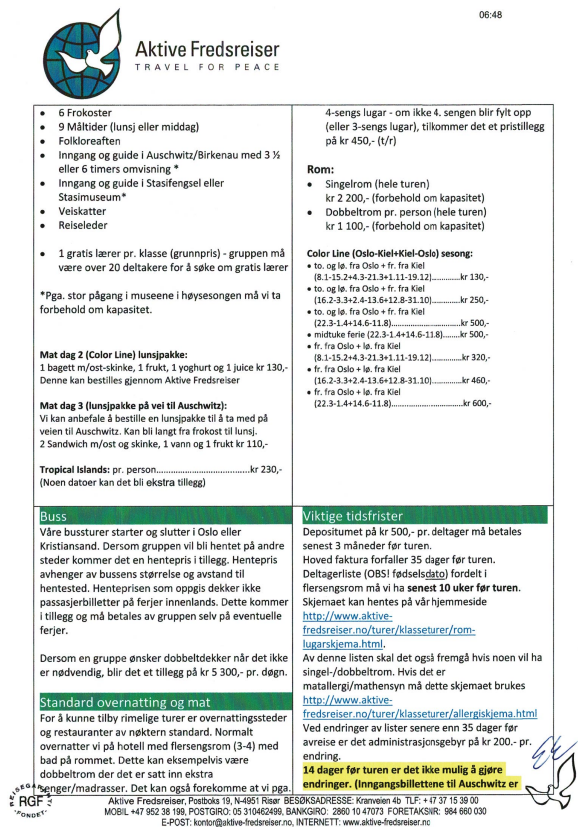 06:48
Aktive Fredsreiser
TRAVEL FOR PEACE
• 6 Frokoster
• 9 Måltider (lunsj eller middag)
• Folkloreaften
• Inngang og guide i Auschwitz/Birkenau med 3 ½
eller 6 timers omvisning *
• Inngang og guide i Stasifengsel eller
Stasimuseum*
• Veiskatter
• Reiseleder
• 1 gratis lærer pr. klasse (grunnpris) - gruppen må
være over 20 deltakere for å søke om gratis lærer
*Pga. stor pågang i museene i høysesongen må vi ta
forbehold om kapasitet.
Mat dag 2 (Color Line) lunsjpakke:
1 bagett m/ost-skinke, 1 frukt, 1 yoghurt og 1 juice kr 130,-
Denne kan bestilles gjennom Aktive Fredsreiser
Mat dag 3 (lunsjpakke på vei til Auschwitz):
Vi kan anbefale å bestille en lunsjpakke til å ta med på
veien til Auschwitz. Kan bli langt fra frokost til lunsj.
2 Sandwich m/ost og skinke, 1 vann og 1 frukt kr 110,-
Tropical Islands: pr. person.....................................kr 230,-
(Noen datoer kan det bli ekstra tillegg)
4-sengs lugar - om ikke 4. sengen blir fylt opp
(eller 3-sengs lugar), tilkommer det et pristillegg
på kr 450,- (t/r)
Rom:
• Singelrom (hele turen)
kr 2 200,- (forbehold om kapasitet)
• Dobbeltrom pr. person (hele turen)
kr 1 100,- (forbehold om kapasitet)
Color Line (Oslo-Kiel+Kiel-Oslo) sesong:
• to. og lø. fra Oslo + fr. fra Kiel
(8.1-15.2+4.3-21.3+1.11-19.12)..............kr 130,-
• to. og lø. fra Oslo + fr. fra Kiel
(16.2-3.3+2.4-13.6+12.8-31.10)..............kr 250,-
• to. og lø. fra Oslo + fr. fra Kiel
(22.3-1.4+14.6-11.8)..............................kr 500,-
• midtuke ferie (22.3-1.4+14.6-11.8)........kr 500,-
• fr. fra Oslo + lø. fra Kiel
(8.1-15.2+4.3-21.3+1.11-19.12)..............kr 320,-
• fr. fra Oslo + lø. fra Kiel
(16.2-3.3+2.4-13.6+12.8-31.10)..............kr 460,-
• fr. fra Oslo + lø. fra Kiel
(22.3-1.4+14.6-11.8)..............................kr 600,-
Buss
Våre bussturer starter og slutter i Oslo eller
Kristiansand. Dersom gruppen vil bli hentet på andre
steder kommer det en hentepris i tillegg. Hentepris
avhenger av bussens størrelse og avstand til
hentested. Henteprisen som oppgis dekker ikke
passasjerbilletter på ferjer innenlands. Dette kommer
i tillegg og må betales av gruppen selv på eventuelle
ferjer.
Dersom en gruppe ønsker dobbeltdekker når det ikke
er nødvendig, blir det et tillegg på kr 5 300,- pr. døgn.
Standard overnatting og mat
For å kunne tilby rimelige turer er overnattingssteder
og restauranter av nøktern standard. Normalt
overnatter vi på hotell med flersengsrom (3-4) med
bad på rommet. Dette kan eksempelvis være
dobbeltrom der det er satt inn ekstra
senger/madrasser. Det kan også forekomme at vi pga.
Viktige tidsfrister
Depositumet på kr 500,- pr. deltager må betales
senest 3 måneder før turen.
Hoved faktura forfaller 35 dager før turen.
Deltagerliste (OBS! fødselsdato) fordelt i
flersengsrom må vi ha senest 10 uker før turen.
Skjemaet kan hentes på vår hjemmeside
http://www.aktive-
fredsreiser.no/turer/klasseturer/rom-
lugarskjema.html.
Av denne listen skal det også fremgå hvis noen vil ha
singel-/dobbeltrom. Hvis det er
matallergi/mathensyn må dette skjemaet brukes
http://www.aktive-
fredsreiser.no/turer/klasseturer/allergiskjema.html
Ved endringer av lister senere enn 35 dager før
avreise er det administrasjonsgebyr på kr 200.- pr.
endring.
14 dager før turen er det ikke mulig å gjøre
endringer. (Inngangsbillettene til Auschwitz er
REISEGARANTI
RGF
FONDET
Aktive Fredsreiser, Postboks 19, N-4951 Risør BESØKSADRESSE: Kranveien 4b TLF: +47 37 15 39 00
MOBIL +47 952 38 199, POSTGIRO: 05 310462499, BANKGIRO: 2860 10 47073 FORETAKSNR: 984 660 030
E-POST: kontor@aktive-fredsreiser.no, INTERNETT: www.aktive-fredsreiser.no